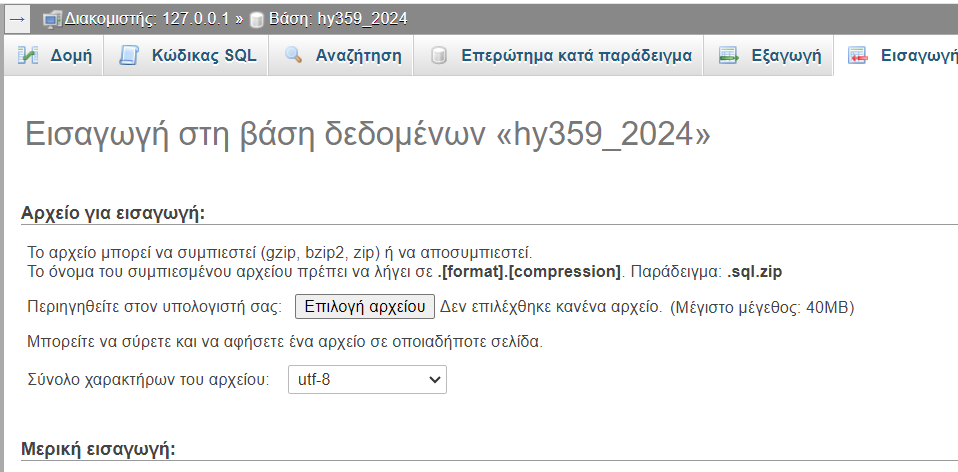 → Διακομιστής: 127.0.0.1 » Βάση: hy359_2024
Δομή Κώδικας SQL Αναζήτηση Επερώτημα κατά παράδειγμα Εξαγωγή Εισαγωγή
Εισαγωγή στη βάση δεδομένων «hy359_2024»
Αρχείο για εισαγωγή:
Το αρχείο μπορεί να συμπιεστεί (gzip, bzip2, zip) ή να αποσυμπιεστεί.
Το όνομα του συμπιεσμένου αρχείου πρέπει να λήγει σε .[format].[compression]. Παράδειγμα: .sql.zip
Περιηγηθείτε στον υπολογιστή σας: Επιλογή αρχείου Δεν επιλέχθηκε κανένα αρχείο. (Μέγιστο μέγεθος: 40MB)
Μπορείτε να σύρετε και να αφήσετε ένα αρχείο σε οποιαδήποτε σελίδα.
Σύνολο χαρακτήρων του αρχείου: utf-8
Μερική εισαγωγή: